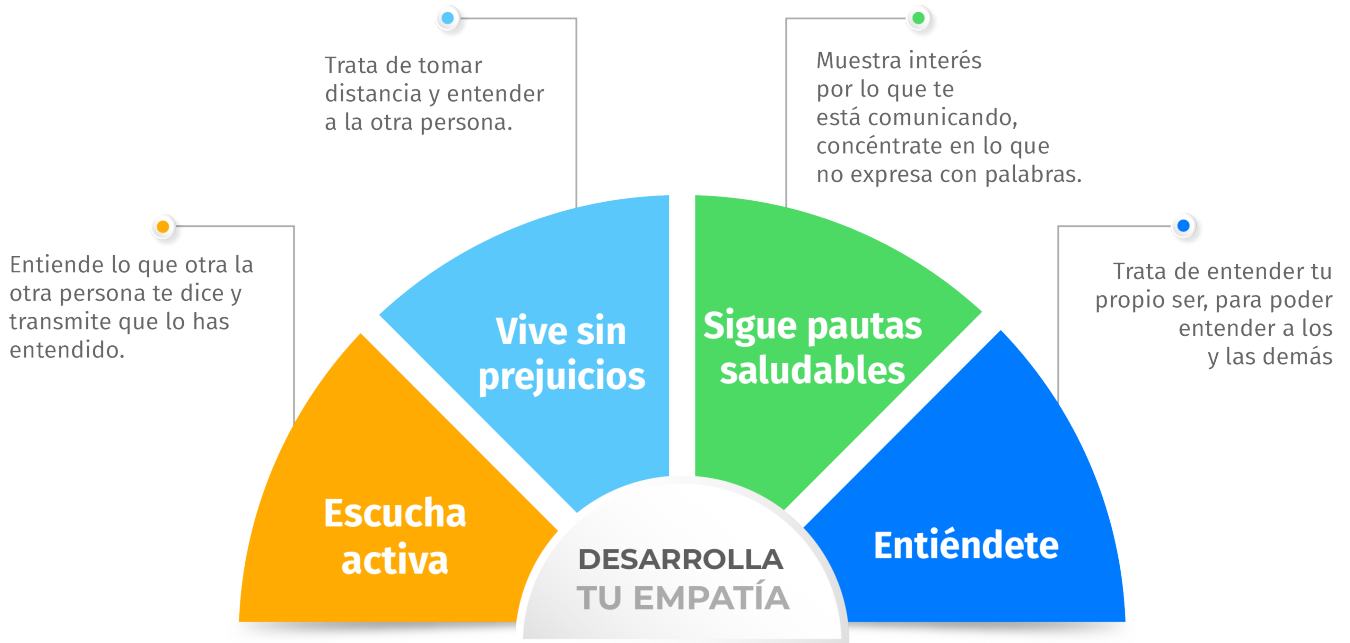 Trata de tomar
distancia y entender
a la otra persona.
Muestra interés
por lo que te
está comunicando,
concéntrate en lo que
no expresa con palabras.
Entiende lo que otra la
otra persona te dice y
transmite que lo has
entendido.
Trata de entender tu
propio ser, para poder
entender a los
y las demás
Vive sin
prejuicios
Sigue pautas
saludables
Escucha
activa
Entiéndete
DESARROLLA
TU EMPATÍA